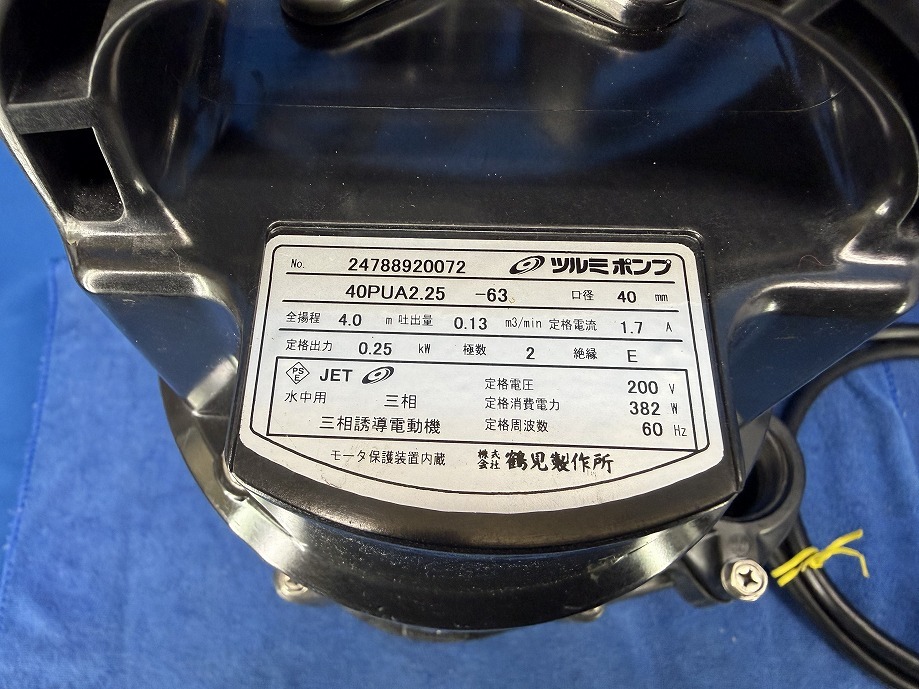 No. 24788920072 ツルミポンプ
40PUA2.25 -63 口径 40 mm
全揚程 4.0 m 吐出量 0.13 m3/min 定格電流 1.7 A
定格出力 0.25 kW 極数 2 絶縁 E
PSE JET 定格電圧 200 V
水中用 三相 定格消費電力 382 W
三相誘導電動機 定格周波数 60 Hz
モータ保護装置内蔵 株式会社 鶴見製作所